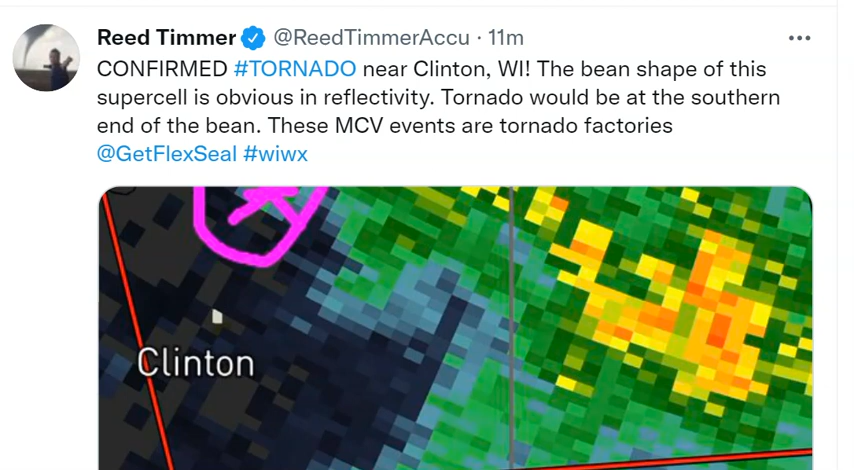 Reed Timmer @ReedTimmerAccu · 11m
CONFIRMED #TORNADO near Clinton, WI! The bean shape of this
supercell is obvious in reflectivity. Tornado would be at the southern
end of the bean. These MCV events are tornado factories
@GetFlexSeal #wiwx
Clinton